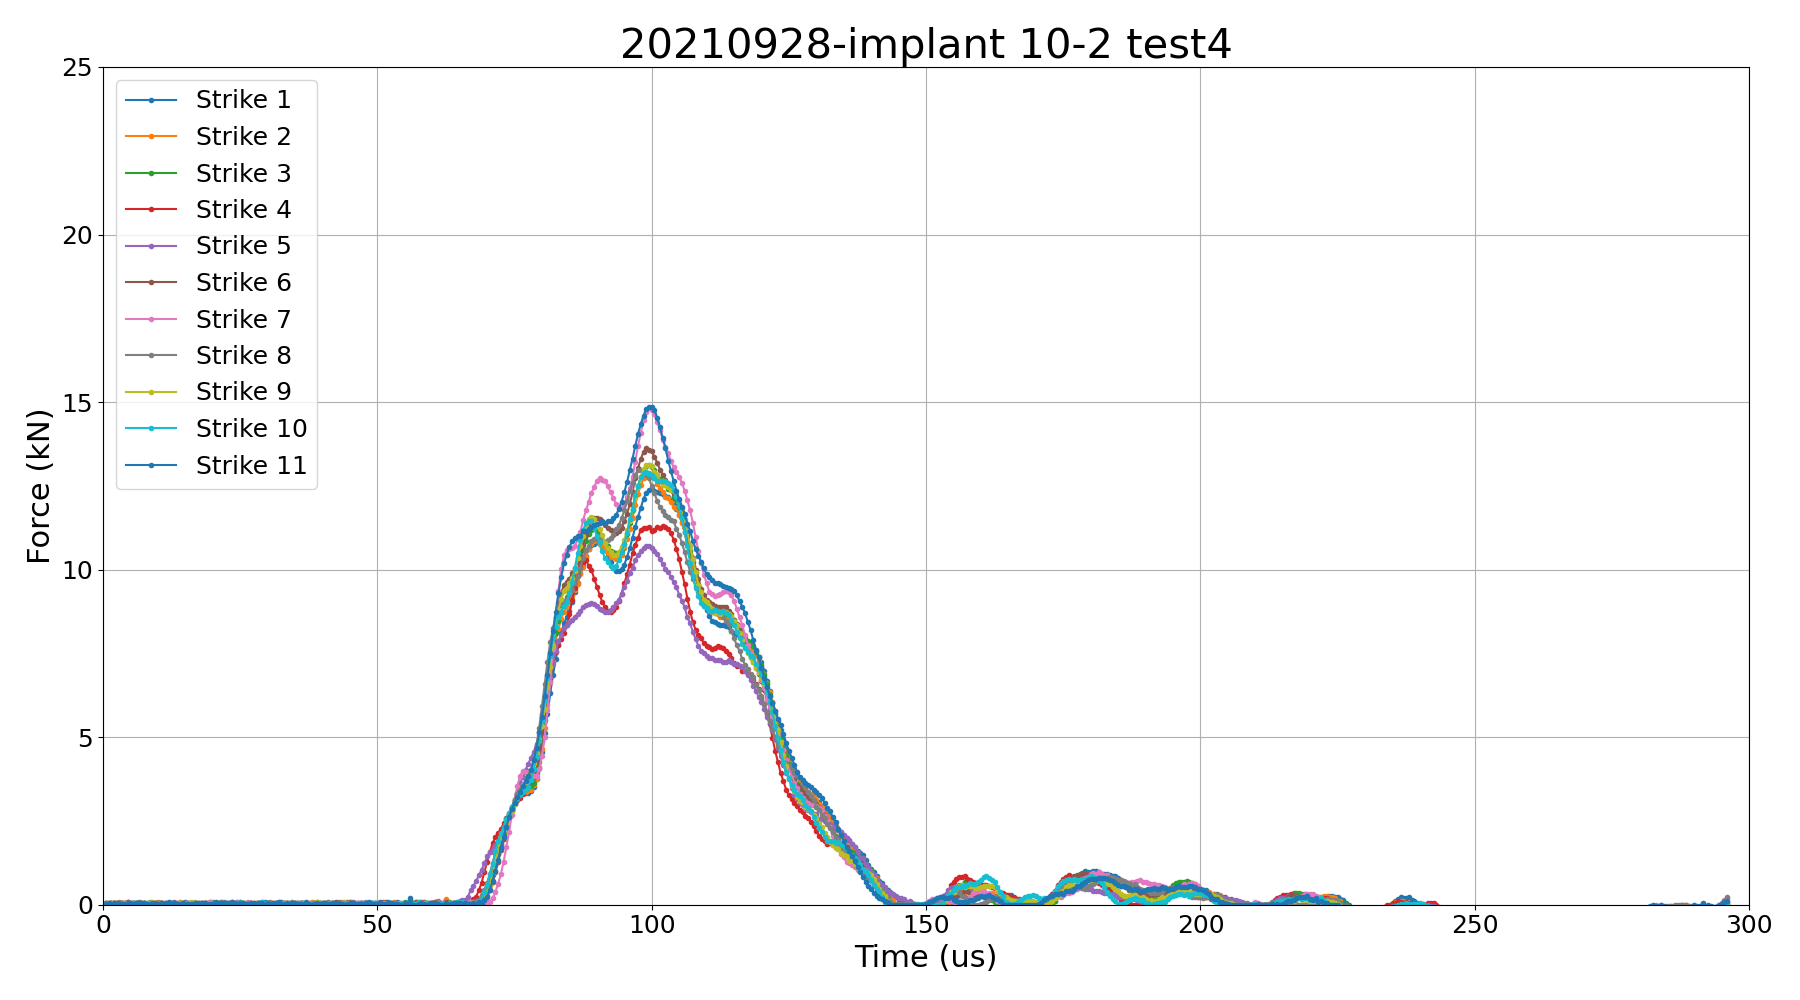 20210928-implant 10-2 test4
25
20
15
10
5
0
Force (kN)
Strike 1
Strike 2
Strike 3
Strike 4
Strike 5
Strike 6
Strike 7
Strike 8
Strike 9
Strike 10
Strike 11
0 50 100 150 200 250 300
Time (us)